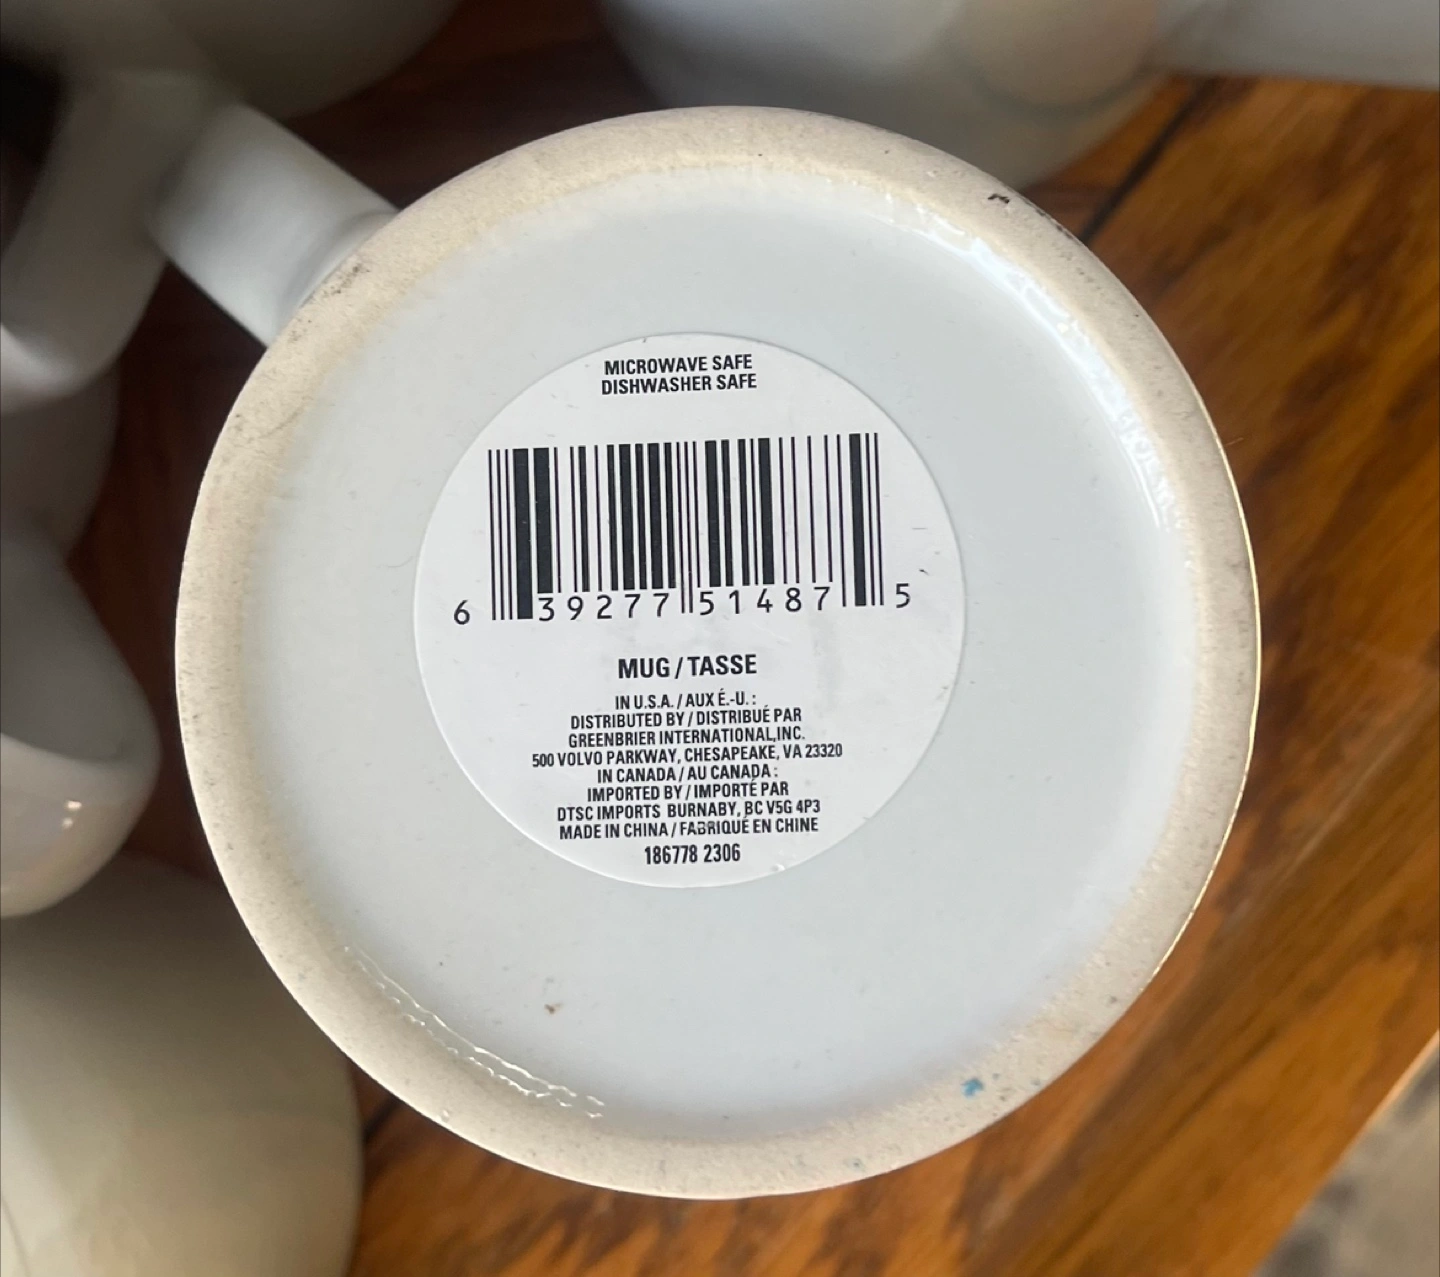 MICROWAVE SAFE
DISHWASHER SAFE
6 39277 51487 5
MUG / TASSE
IN U.S.A. / AUX É.-U. :
DISTRIBUTED BY / DISTRIBUÉ PAR
GREENBRIER INTERNATIONAL,INC.
500 VOLVO PARKWAY, CHESAPEAKE, VA 23320
IN CANADA / AU CANADA :
IMPORTED BY / IMPORTÉ PAR
DTSC IMPORTS BURNABY, BC V5G 4P3
MADE IN CHINA / FABRIQUÉ EN CHINE
186778 2306